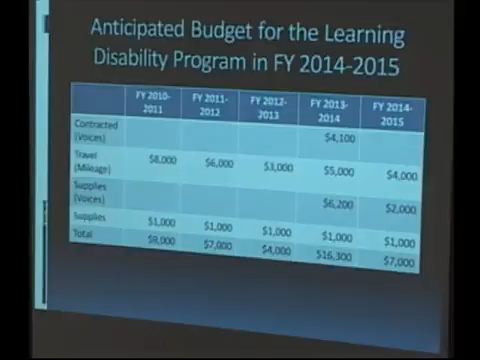 Anticipated Budget for the Learning
Disability Program in FY 2014-2015
FY 2010-2011 FY 2011-2012 FY 2012-2013 FY 2013-2014 FY 2014-2015
Contracted (Voices) $4,100
Travel (Mileage) $8,000 $6,000 $3,000 $5,000 $4,000
Supplies (Voices) $6,200 $2,000
Supplies $1,000 $1,000 $1,000 $1,000 $1,000
Total $9,000 $7,000 $4,000 $16,300 $7,000